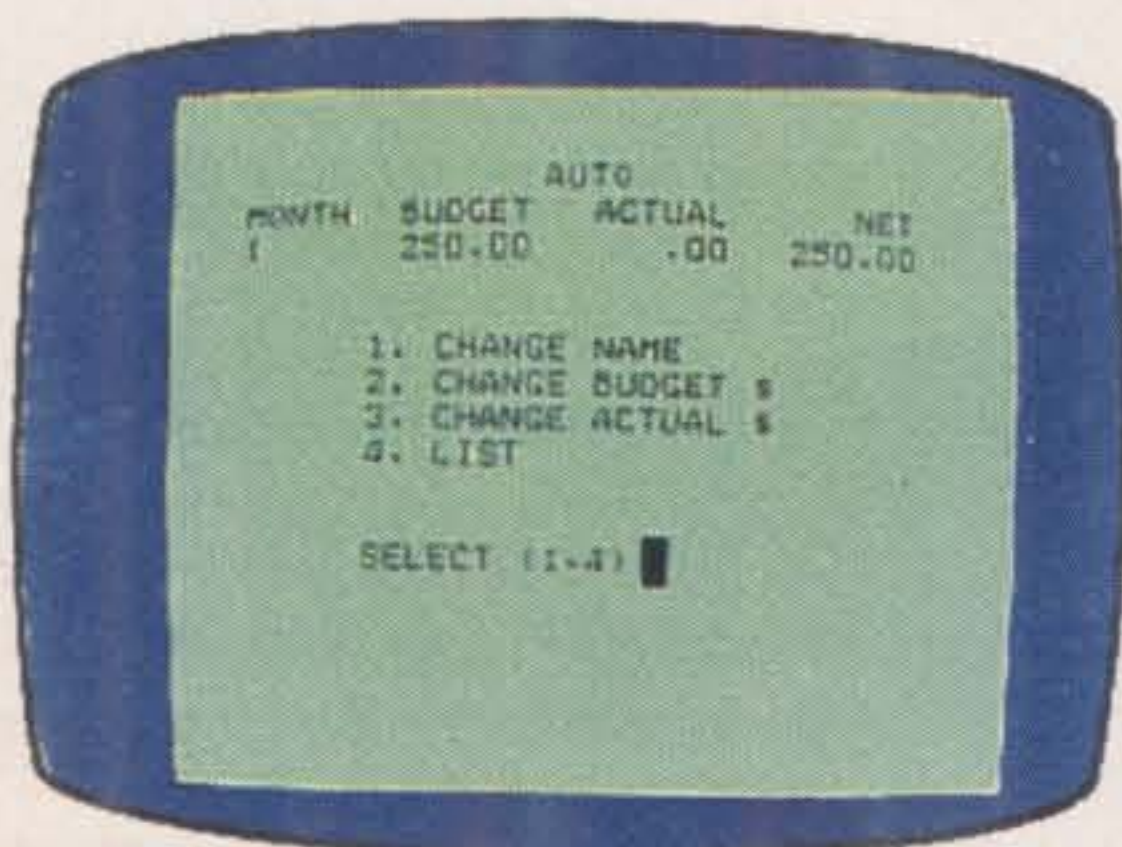 AUTO
MONTH BUDGET ACTUAL NET
1 250.00 .00 250.00
1. CHANGE NAME
2. CHANGE BUDGET $
3. CHANGE ACTUAL $
4. LIST
SELECT (1-4)